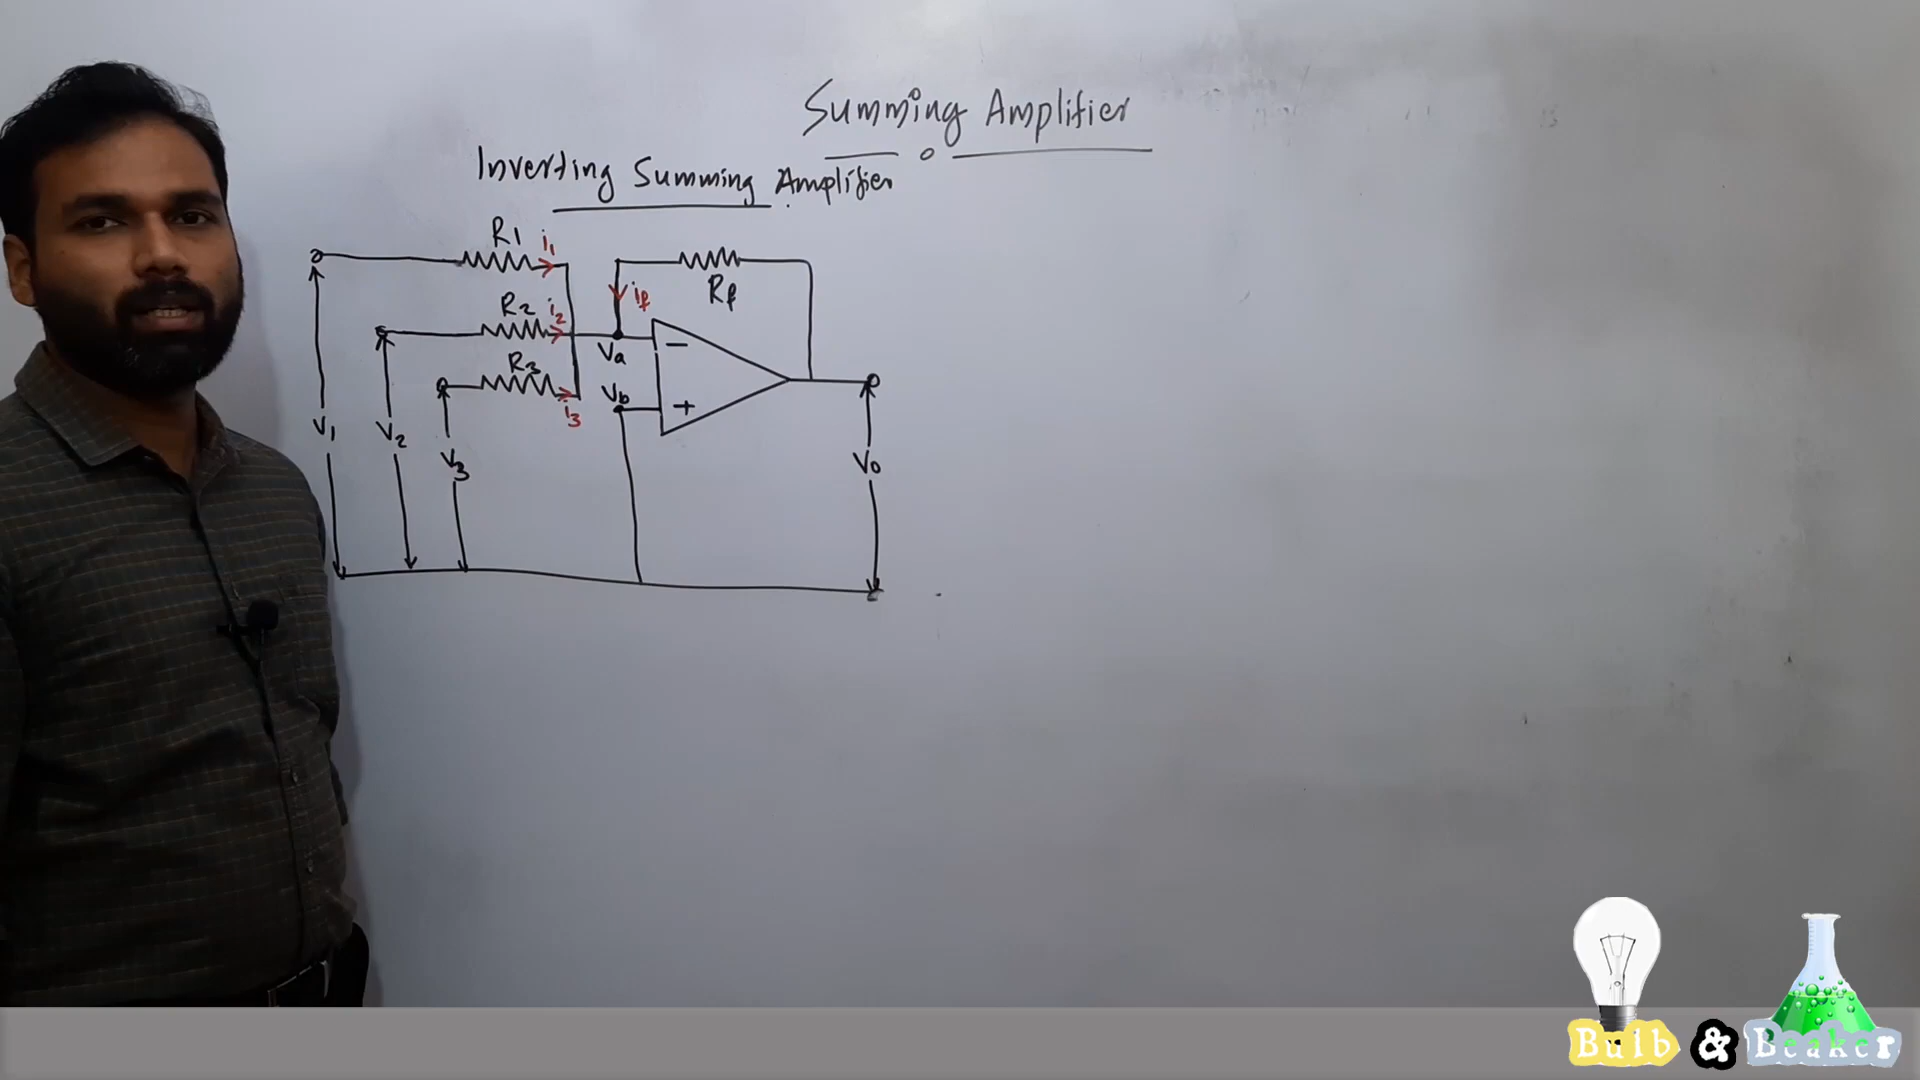 Summing Amplifier
Inverting Summing Amplifier
R1
i1
R2
i2
R3
i3
if
Rf
Va
Vb
−
+
V1
V2
V3
Vo
Bulb & Beaker